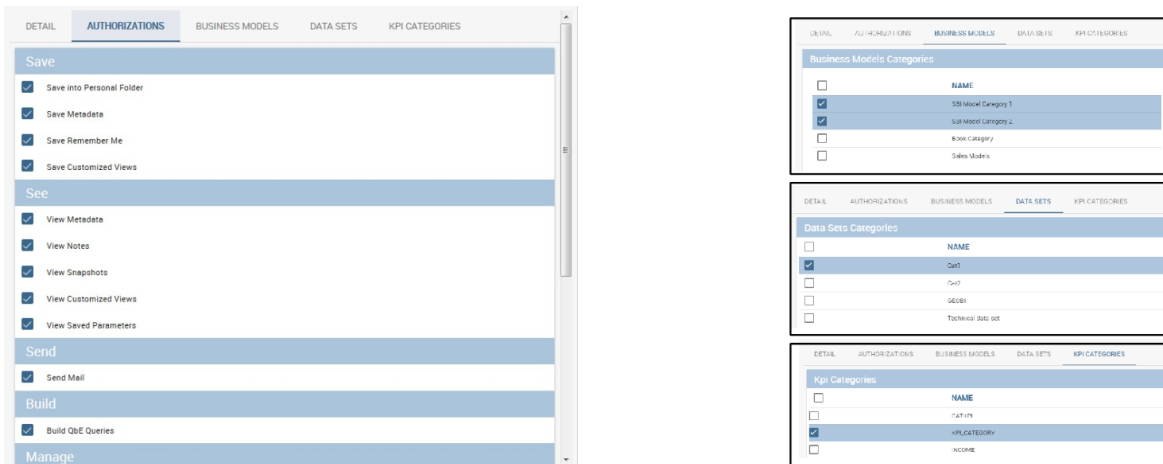 DETAIL AUTHORIZATIONS BUSINESS MODELS DATA SETS KPI CATEGORIES
Save
Save into Personal Folder
Save Metadata
Save Remember Me
Save Customized Views
See
View Metadata
View Notes
View Snapshots
View Customized Views
View Saved Parameters
Send
Send Mail
Build
Build QbE Queries
Manage
DETAIL AUTHORIZATIONS BUSINESS MODELS DATA SETS KPI CATEGORIES
Business Models Categories
NAME
SBI Model Category 1
SBI Model Category 2
Book Category
Sales Models
DETAIL AUTHORIZATIONS BUSINESS MODELS DATA SETS KPI CATEGORIES
Data Sets Categories
NAME
Cat1
Cat2
GEOBI
Technical data set
DETAIL AUTHORIZATIONS BUSINESS MODELS DATA SETS KPI CATEGORIES
Kpi Categories
NAME
KPI_CATEGORY
INCOME